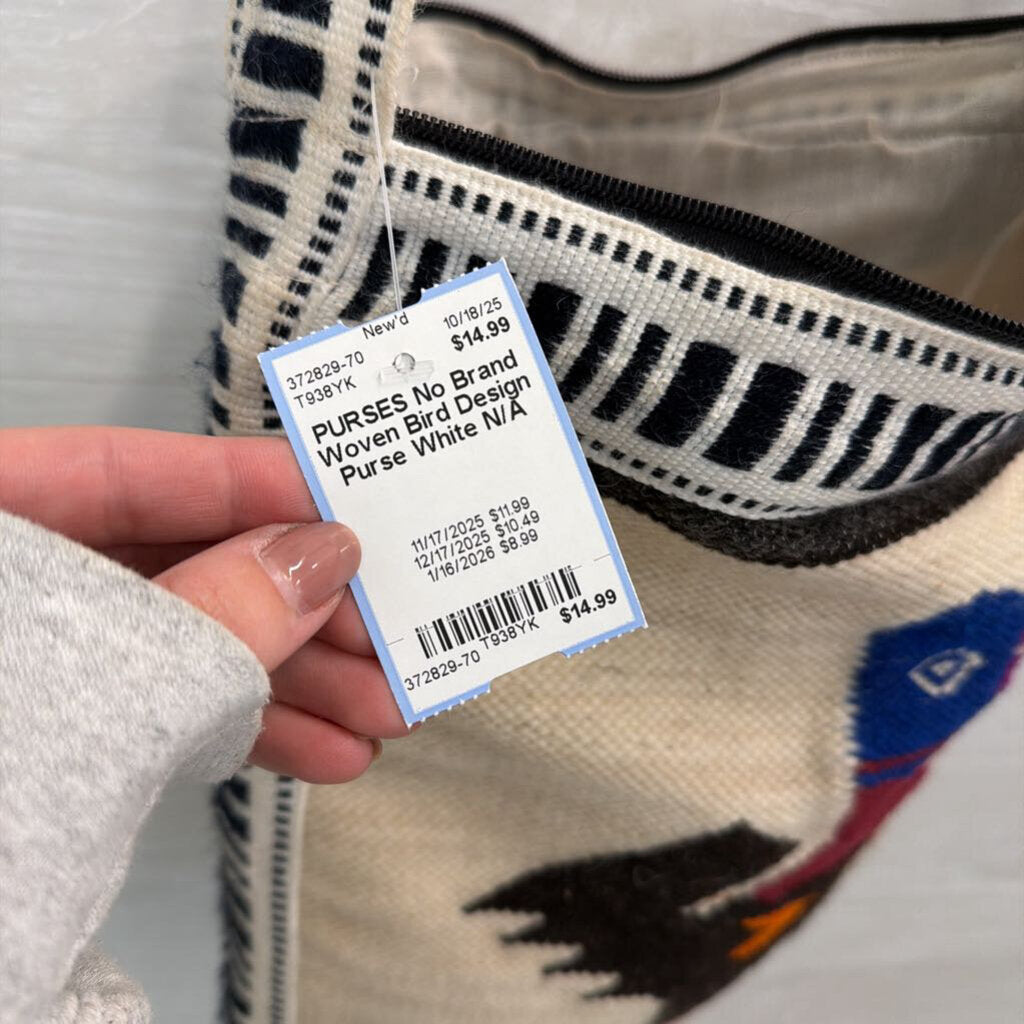 New'd
372829-70 10/18/25
T938YK $14.99
PURSES No Brand
Woven Bird Design
Purse White N/A
11/17/2025 $11.99
12/17/2025 $10.49
1/16/2026 $8.99
372829-70 T938YK $14.99